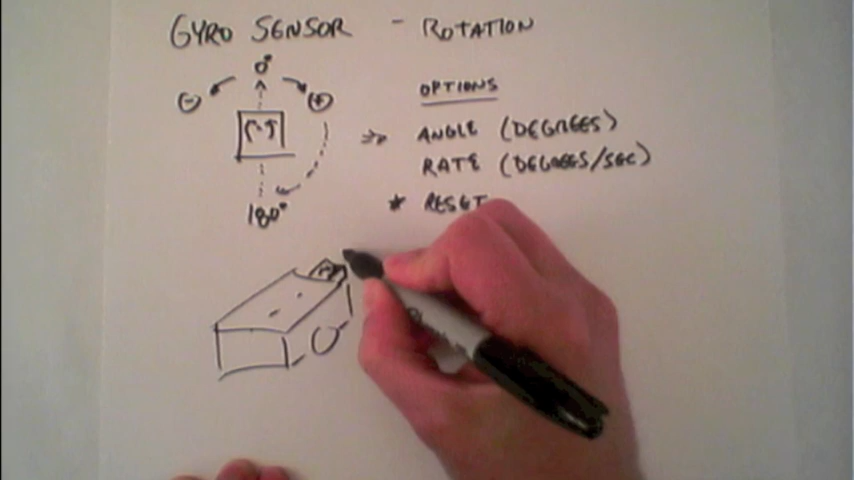 GYRO SENSOR - ROTATION
0°
(-) (+)
180°
OPTIONS
=> ANGLE (DEGREES)
RATE (DEGREES/SEC)
* RESET